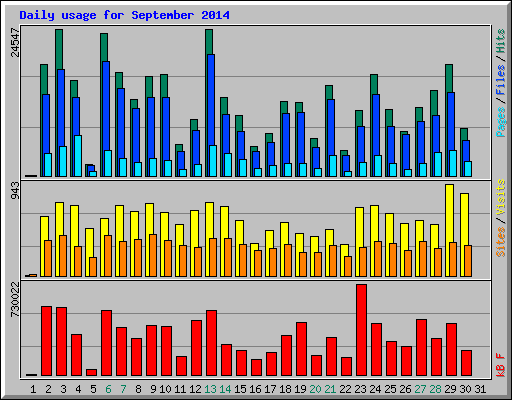 Daily usage for September 2014
24547
Pages/Files/Hits
943
Sites/Visits
730022
kB F
1 2 3 4 5 6 7 8 9 10 11 12 13 14 15 16 17 18 19 20 21 22 23 24 25 26 27 28 29 30 31